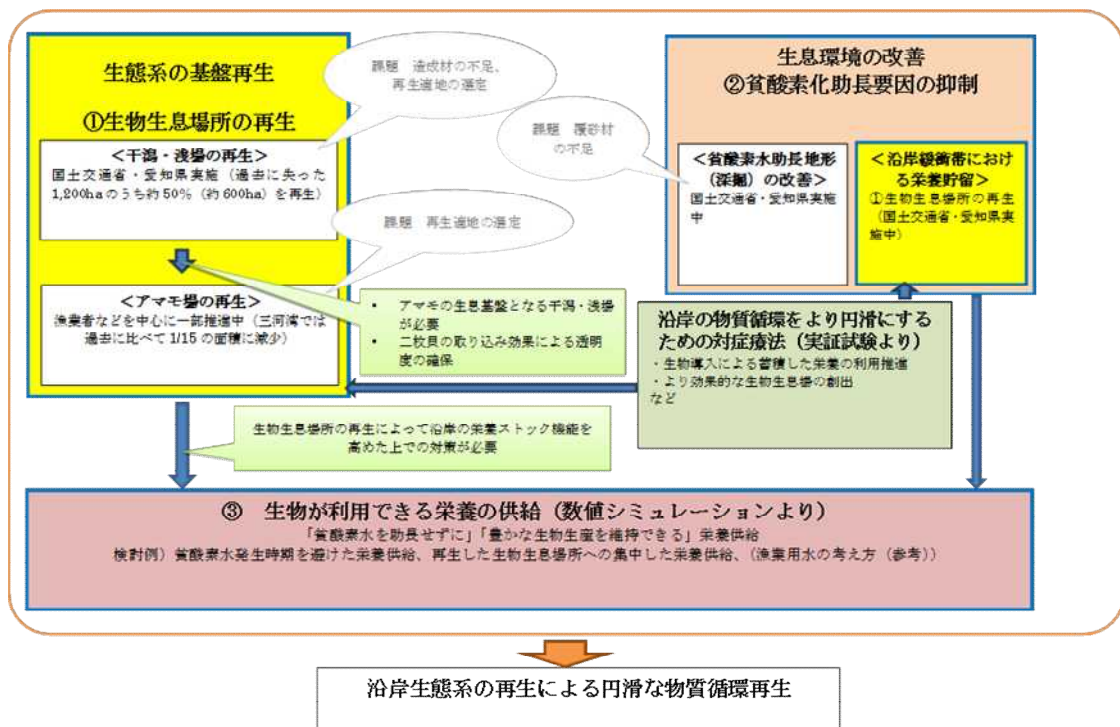 生態系の基盤再生
①生物生息場所の再生
課題 造成材の不足、
再生適地の選定
＜干潟・浅場の再生＞
国土交通省・愛知県実施（過去に失った
1,200haのうち約50％（約600ha）を再生）
課題 再生適地の選定
＜アマモ場の再生＞
漁業者などを中心に一部推進中（三河湾では
過去に比べて1/15の面積に減少）
• アマモの生息基盤となる干潟・浅場
が必要
• 二枚貝の取り込み効果による透明
度の確保
生息環境の改善
②貧酸素化助長要因の抑制
課題 覆砂材
の不足
＜貧酸素水助長地形
（深掘）の改善＞
国土交通省・愛知県実施
中
＜沿岸緩衝帯におけ
る栄養貯留＞
①生物生息場所の再生
（国土交通省・愛知県実
施中）
沿岸の物質循環をより円滑にする
ための対症療法（実証試験より）
・生物導入による蓄積した栄養の利用推進
・より効果的な生物生息場の創出
など
生物生息場所の再生によって沿岸の栄養ストック機能を
高めた上での対策が必要
③ 生物が利用できる栄養の供給（数値シミュレーションより）
「貧酸素水を助長せずに」「豊かな生物生産を維持できる」栄養供給
検討例）貧酸素水発生時期を避けた栄養供給、再生した生物生息場所への集中した栄養供給、（漁業用水の考え方（参考））
沿岸生態系の再生による円滑な物質循環再生